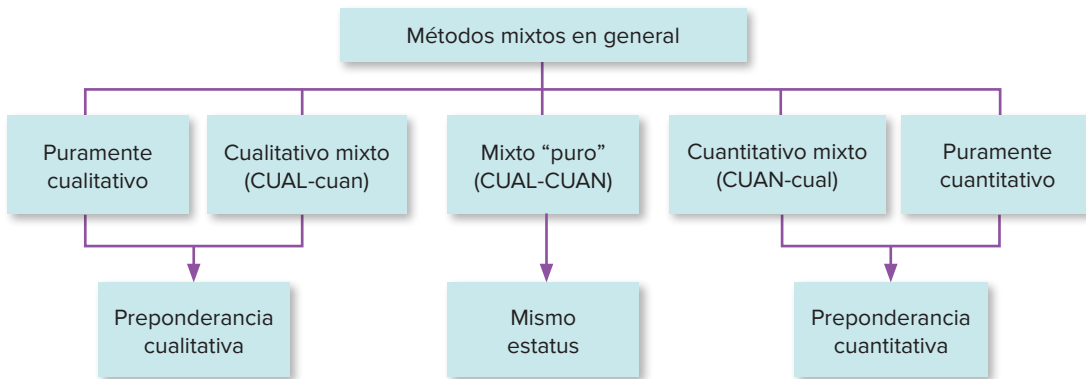 Métodos mixtos en general
Puramente
cualitativo
Cualitativo mixto
(CUAL-cuan)
Mixto “puro”
(CUAL-CUAN)
Cuantitativo mixto
(CUAN-cual)
Puramente
cuantitativo
Preponderancia
cualitativa
Mismo
estatus
Preponderancia
cuantitativa